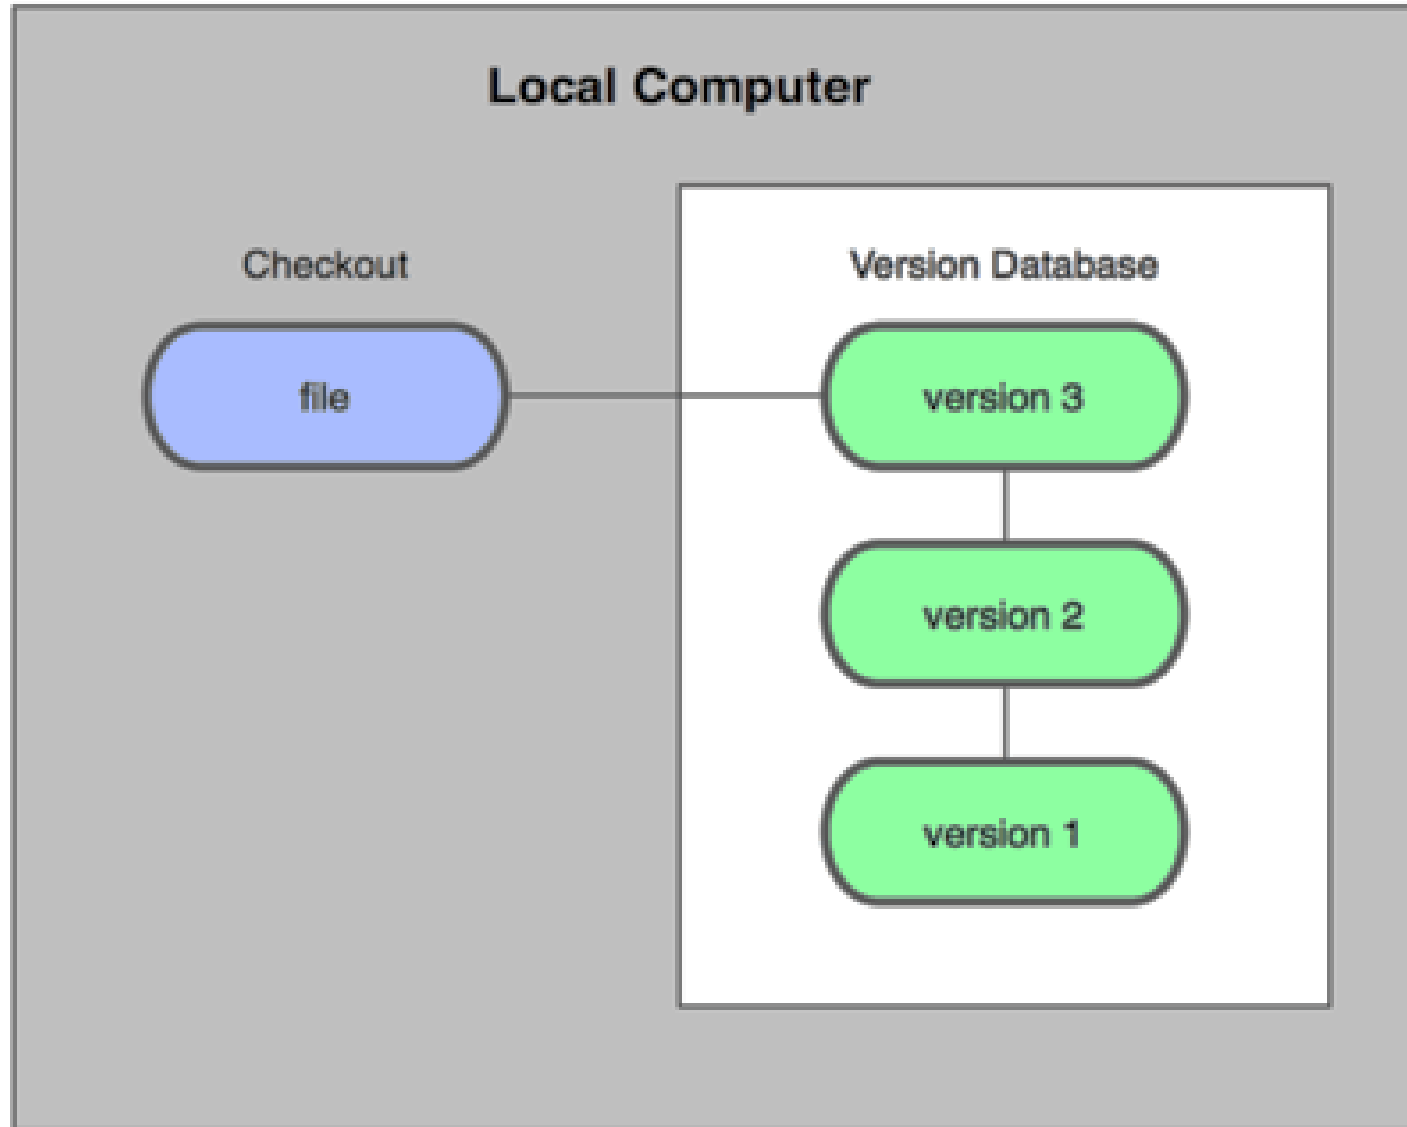 Local Computer
Checkout
Version Database
file
version 3
version 2
version 1